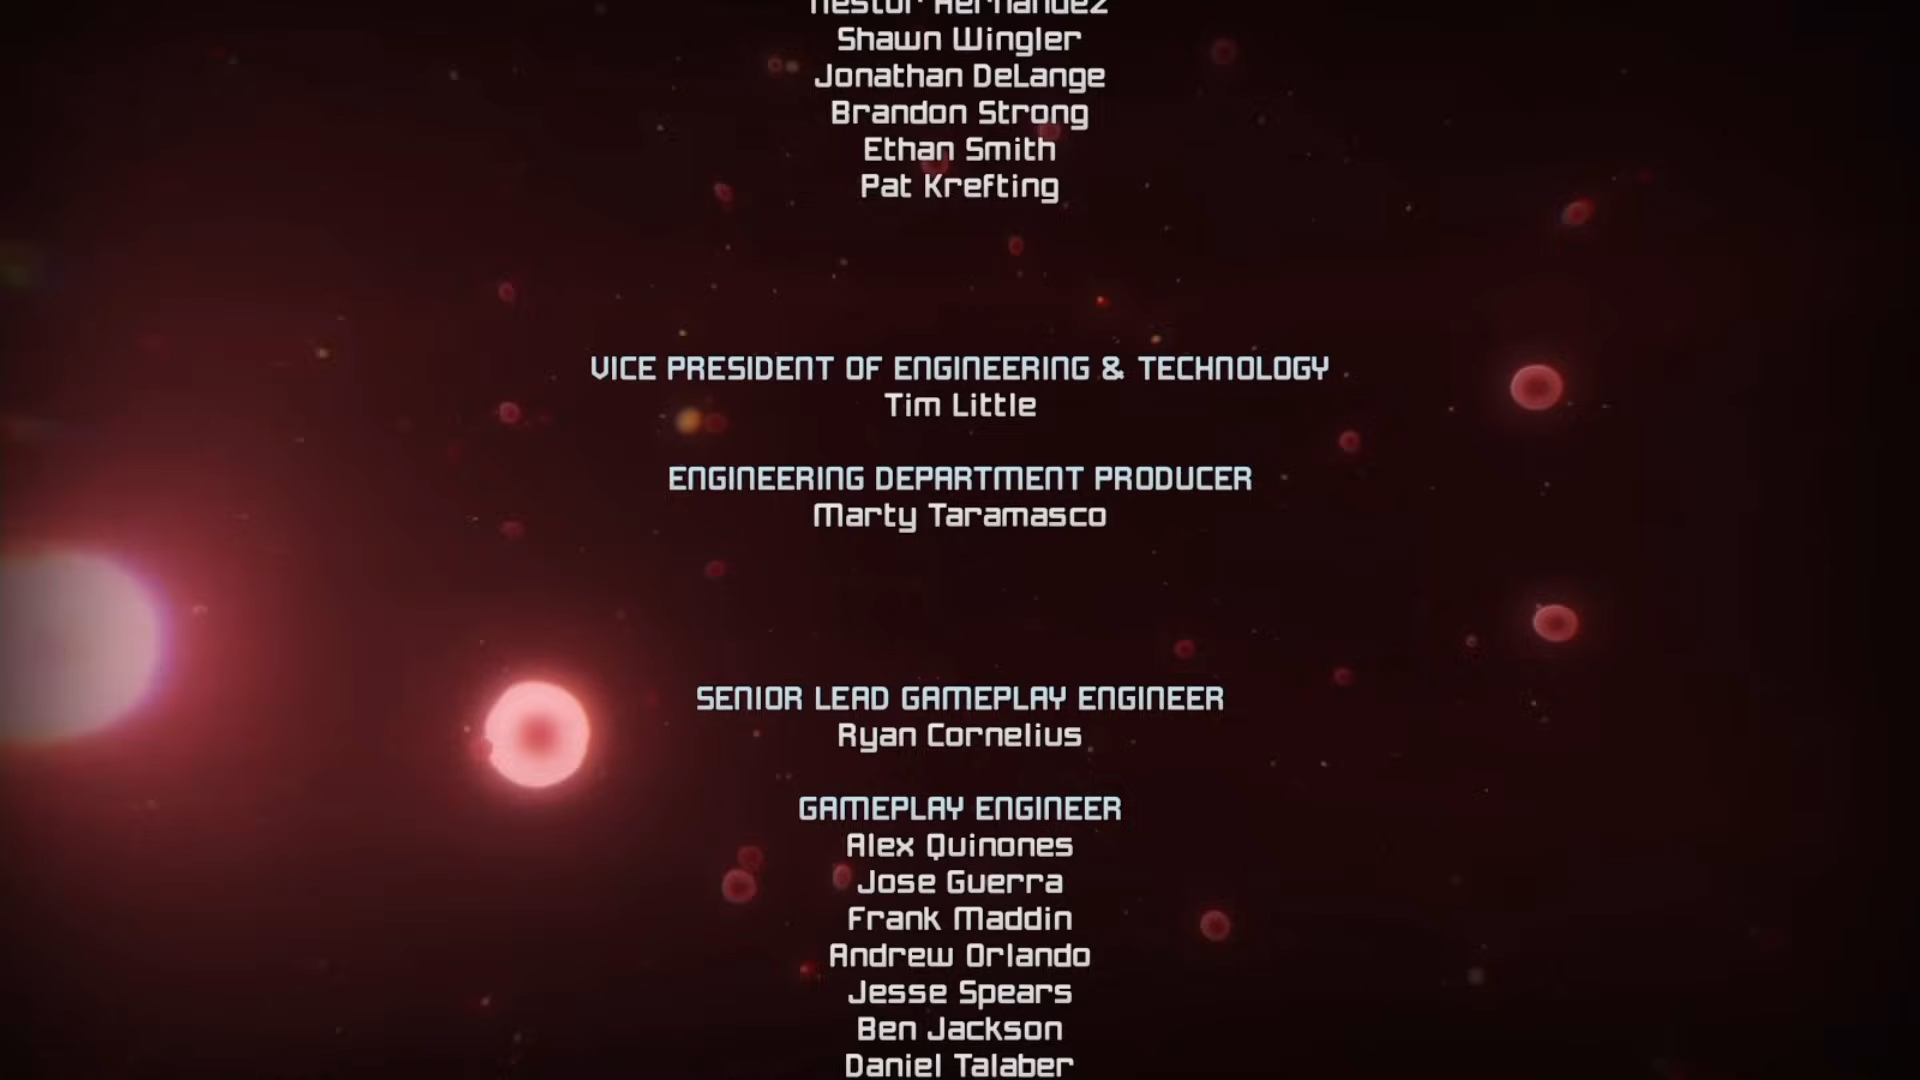 Nestor Hernandez
Shawn Wingler
Jonathan DeLange
Brandon Strong
Ethan Smith
Pat Krefting
VICE PRESIDENT OF ENGINEERING & TECHNOLOGY
Tim Little
ENGINEERING DEPARTMENT PRODUCER
Marty Taramasco
SENIOR LEAD GAMEPLAY ENGINEER
Ryan Cornelius
GAMEPLAY ENGINEER
Alex Quinones
Jose Guerra
Frank Maddin
Andrew Orlando
Jesse Spears
Ben Jackson
Daniel Talaber